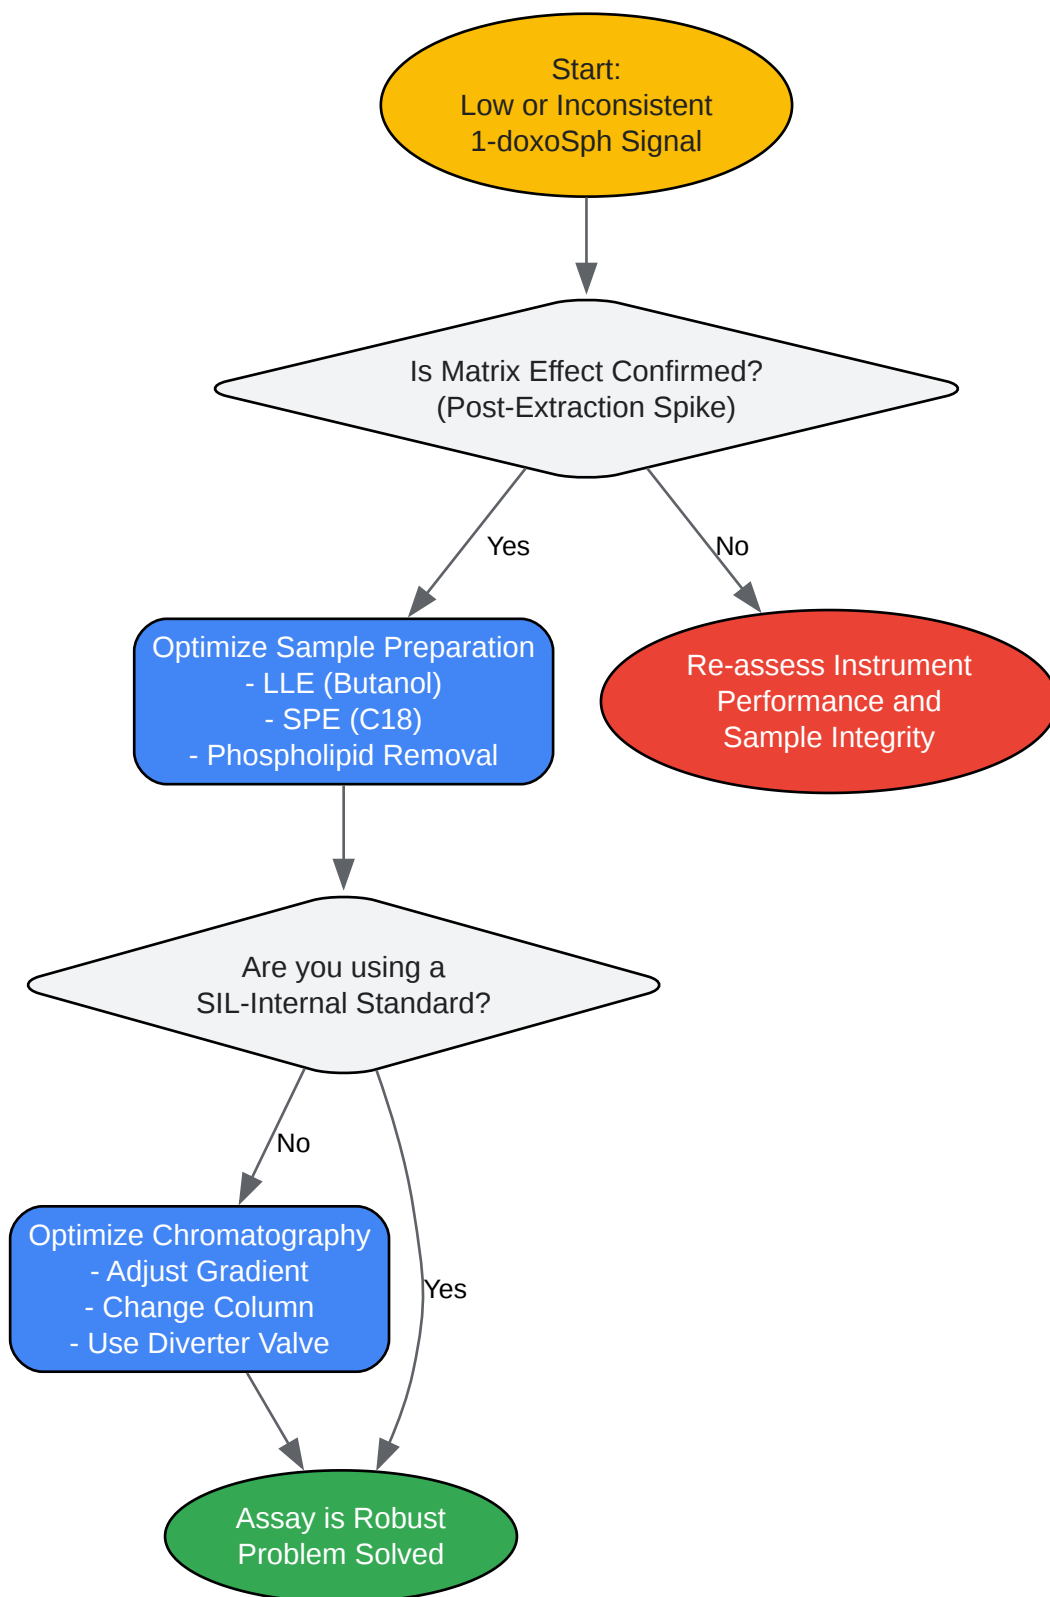 Start:
Low or Inconsistent
1-doxoSph Signal
Is Matrix Effect Confirmed?
(Post-Extraction Spike)
Yes
No
Optimize Sample Preparation
- LLE (Butanol)
- SPE (C18)
- Phospholipid Removal
Re-assess Instrument
Performance and
Sample Integrity
Are you using a
SIL-Internal Standard?
No
Yes
Optimize Chromatography
- Adjust Gradient
- Change Column
- Use Diverter Valve
Assay is Robust
Problem Solved